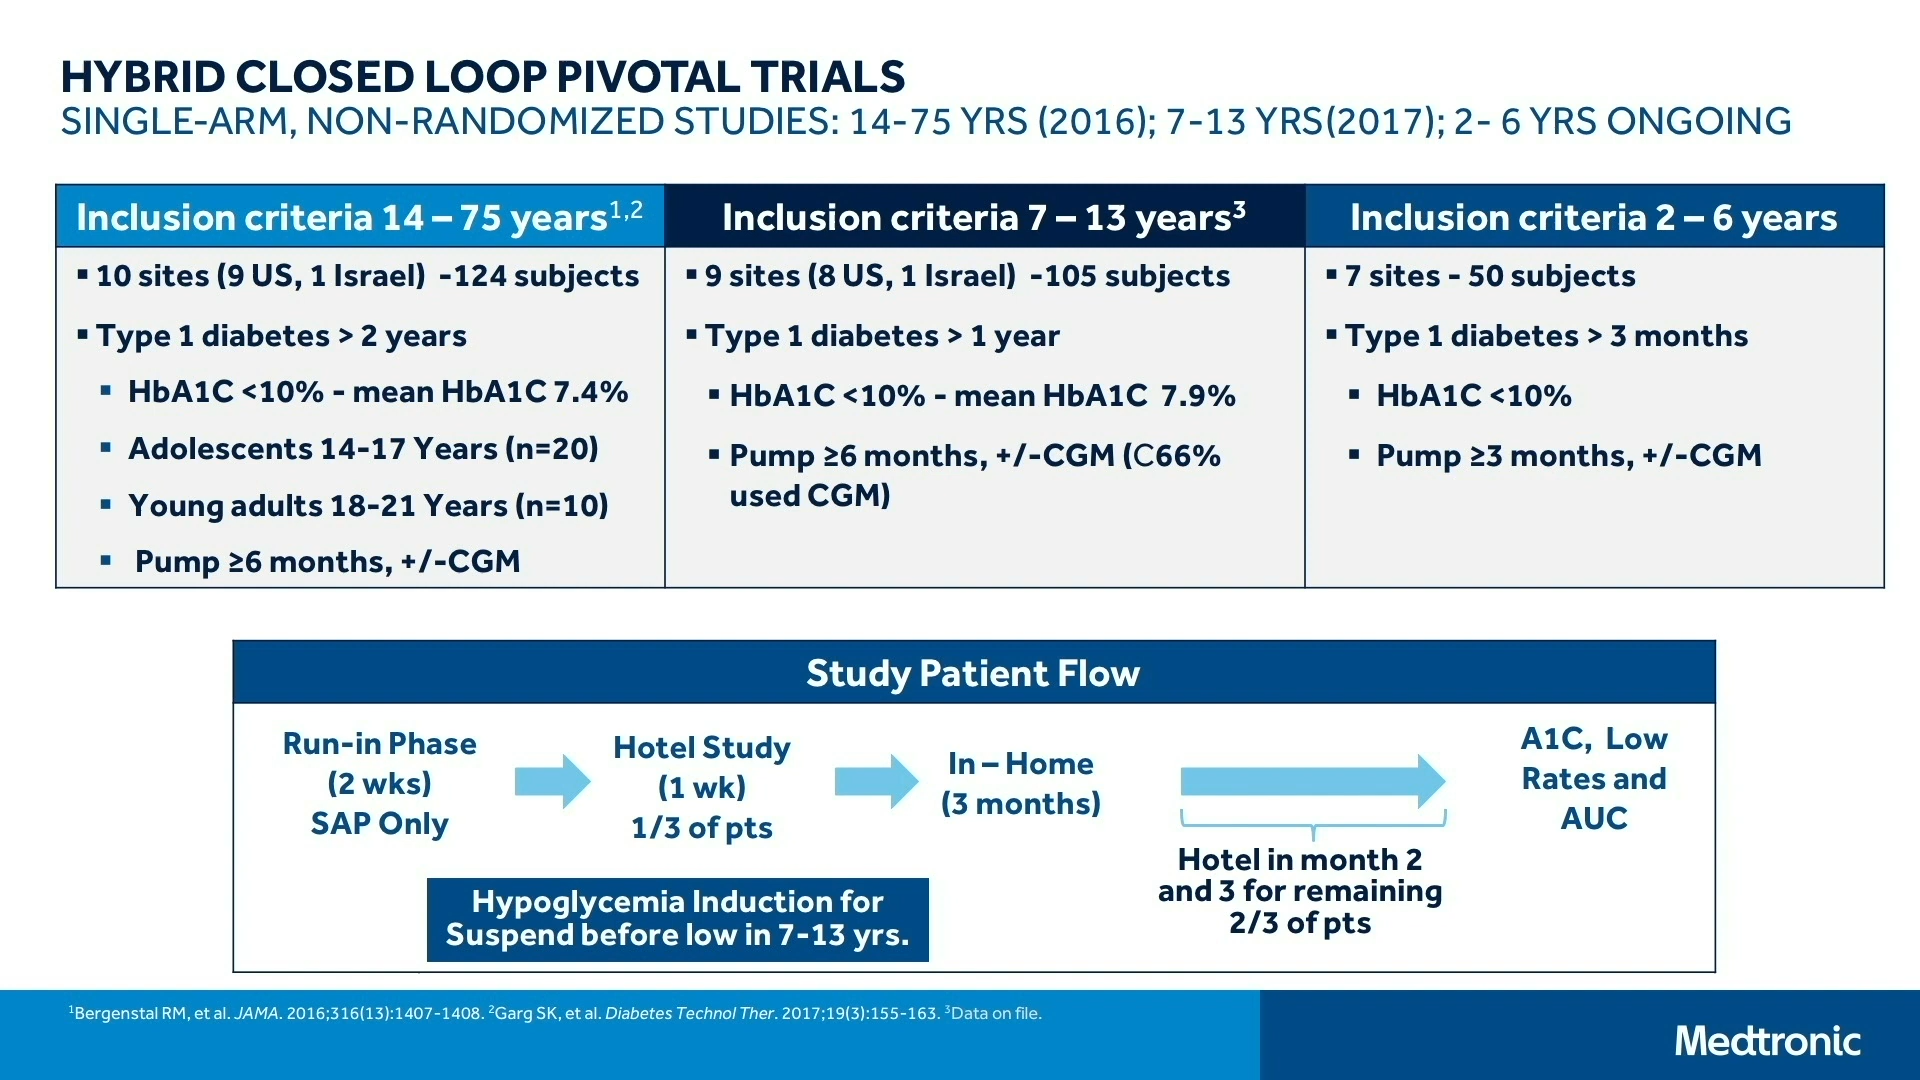 HYBRID CLOSED LOOP PIVOTAL TRIALS
SINGLE-ARM, NON-RANDOMIZED STUDIES: 14-75 YRS (2016); 7-13 YRS(2017); 2- 6 YRS ONGOING
Inclusion criteria 14 – 75 years1,2
▪ 10 sites (9 US, 1 Israel) -124 subjects
▪ Type 1 diabetes > 2 years
▪ HbA1C <10% - mean HbA1C 7.4%
▪ Adolescents 14-17 Years (n=20)
▪ Young adults 18-21 Years (n=10)
▪ Pump ≥6 months, +/-CGM
Inclusion criteria 7 – 13 years3
▪ 9 sites (8 US, 1 Israel) -105 subjects
▪ Type 1 diabetes > 1 year
▪ HbA1C <10% - mean HbA1C 7.9%
▪ Pump ≥6 months, +/-CGM (C66%
used CGM)
Inclusion criteria 2 – 6 years
▪ 7 sites - 50 subjects
▪ Type 1 diabetes > 3 months
▪ HbA1C <10%
▪ Pump ≥3 months, +/-CGM
Study Patient Flow
Run-in Phase
(2 wks)
SAP Only
Hotel Study
(1 wk)
1/3 of pts
In – Home
(3 months)
A1C, Low
Rates and
AUC
Hotel in month 2
and 3 for remaining
2/3 of pts
Hypoglycemia Induction for
Suspend before low in 7-13 yrs.
1Bergenstal RM, et al. JAMA. 2016;316(13):1407-1408. 2Garg SK, et al. Diabetes Technol Ther. 2017;19(3):155-163. 3Data on file.
Medtronic